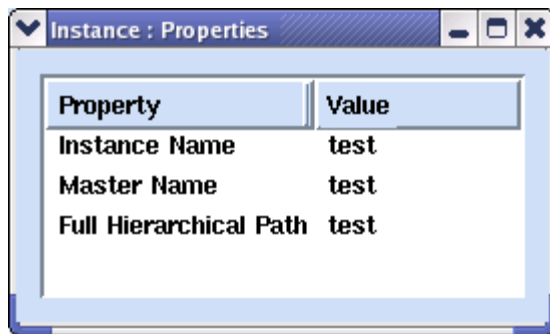 Instance : Properties
Property Value
Instance Name test
Master Name test
Full Hierarchical Path test